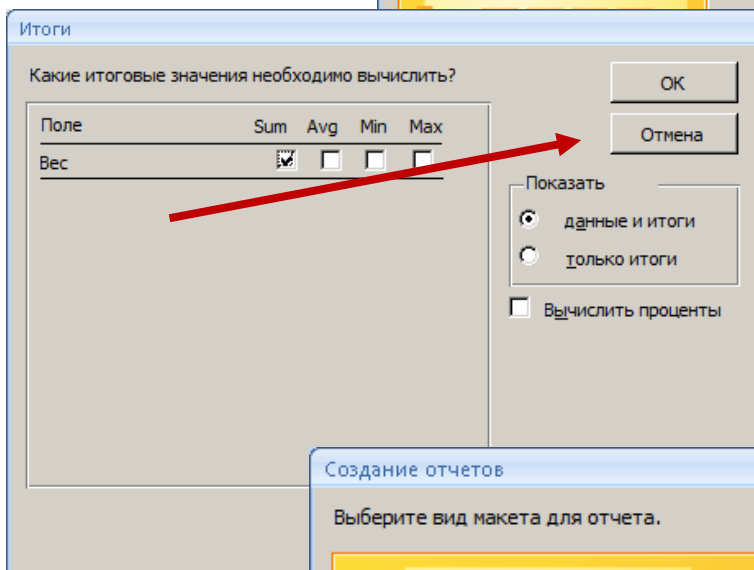 Итоги
Какие итоговые значения необходимо вычислить?
OK
Отмена
Поле Sum Avg Min Max
Вес
Показать
данные и итоги
только итоги
Вычислить проценты
Создание отчетов
Выберите вид макета для отчета.